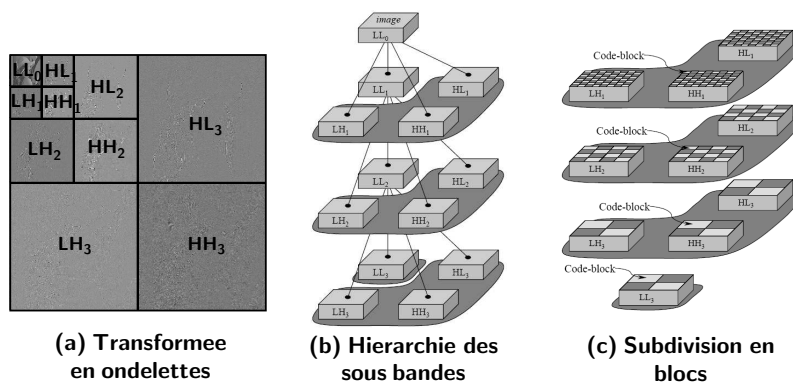 LL0 HL1
LH1 HH1
HL2
LH2 HH2
HL3
LH3 HH3
(a) Transformee
en ondelettes
image
LL0
LL1 HL1
LH1 HH1
LL2 HL2
LH2 HH2
LL3 HL3
LH3 HH3
(b) Hierarchie des
sous bandes
Code-block
HL1
LH1 HH1
Code-block
HL2
LH2 HH2
Code-block
HL3
LH3 HH3
Code-block
LL3
(c) Subdivision en
blocs